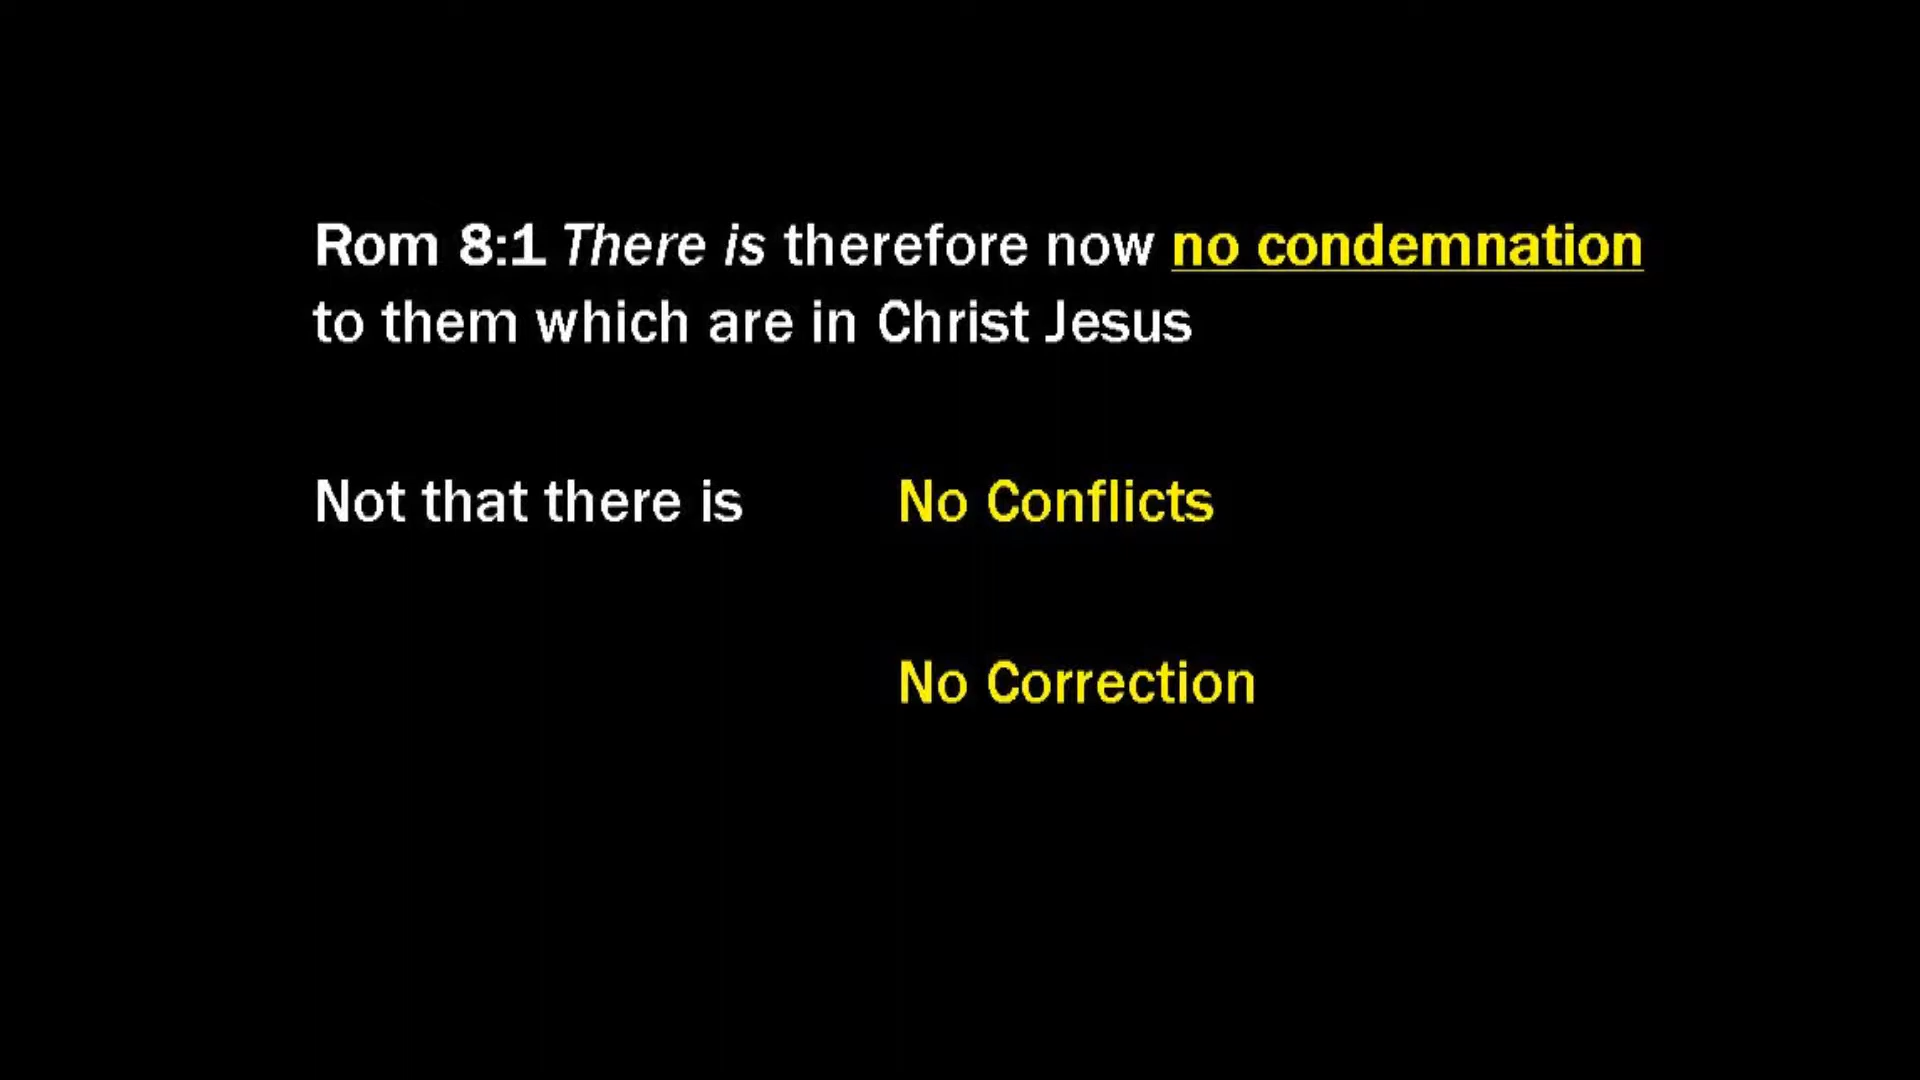 Rom 8:1 There is therefore now no condemnation
to them which are in Christ Jesus
Not that there is No Conflicts
No Correction